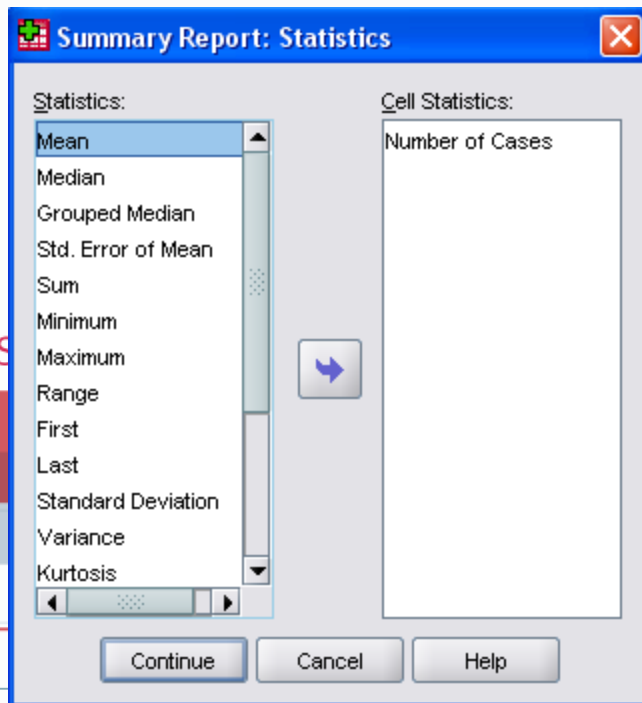 Summary Report: Statistics
Statistics:
Mean
Median
Grouped Median
Std. Error of Mean
Sum
Minimum
Maximum
Range
First
Last
Standard Deviation
Variance
Kurtosis
Cell Statistics:
Number of Cases
Continue
Cancel
Help